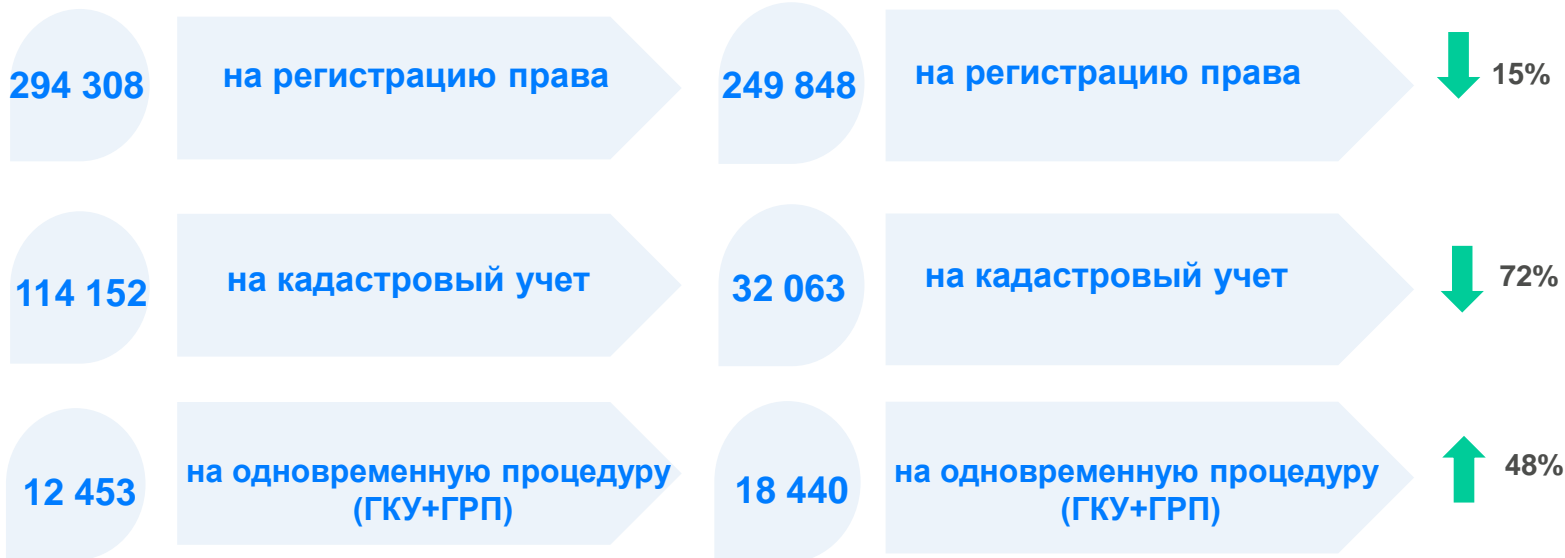 294 308
на регистрацию права
249 848
на регистрацию права
15%
114 152
на кадастровый учет
32 063
на кадастровый учет
72%
12 453
на одновременную процедуру
(ГКУ+ГРП)
18 440
на одновременную процедуру
(ГКУ+ГРП)
48%